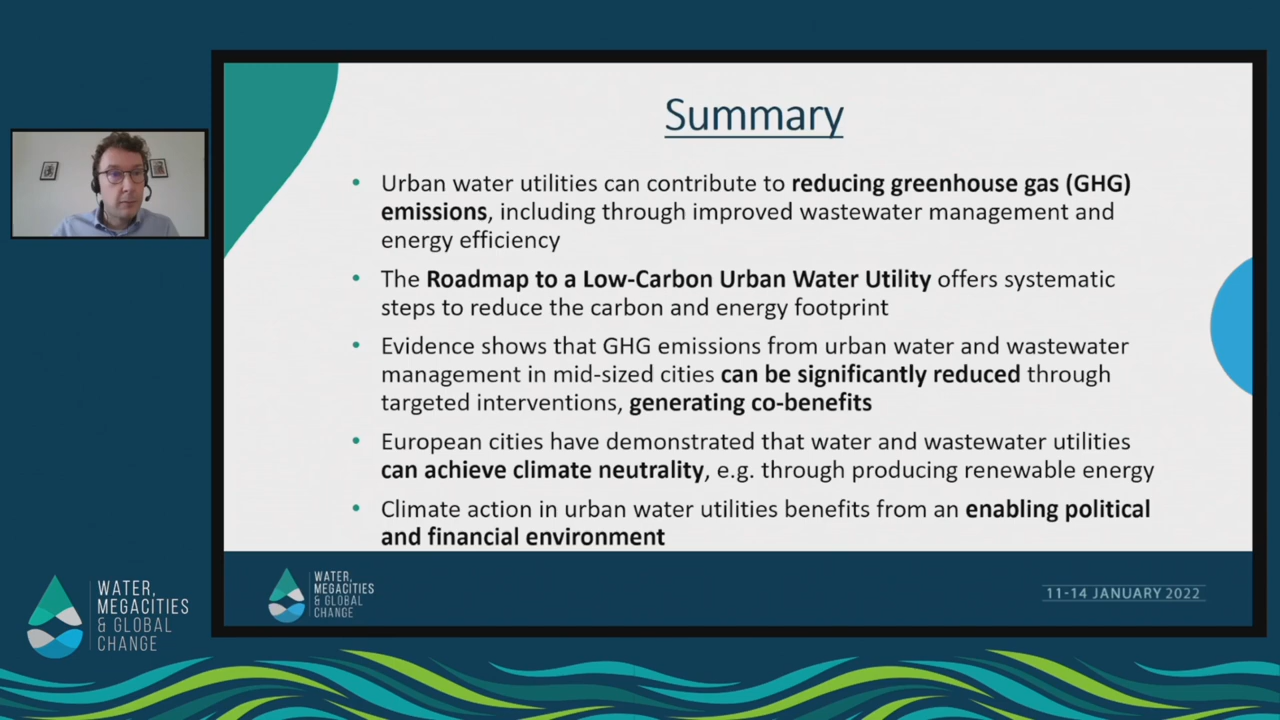 Summary
• Urban water utilities can contribute to reducing greenhouse gas (GHG)
emissions, including through improved wastewater management and
energy efficiency
• The Roadmap to a Low-Carbon Urban Water Utility offers systematic
steps to reduce the carbon and energy footprint
• Evidence shows that GHG emissions from urban water and wastewater
management in mid-sized cities can be significantly reduced through
targeted interventions, generating co-benefits
• European cities have demonstrated that water and wastewater utilities
can achieve climate neutrality, e.g. through producing renewable energy
• Climate action in urban water utilities benefits from an enabling political
and financial environment
WATER,
MEGACITIES
& GLOBAL
CHANGE
11-14 JANUARY 2022
WATER,
MEGACITIES
& GLOBAL
CHANGE